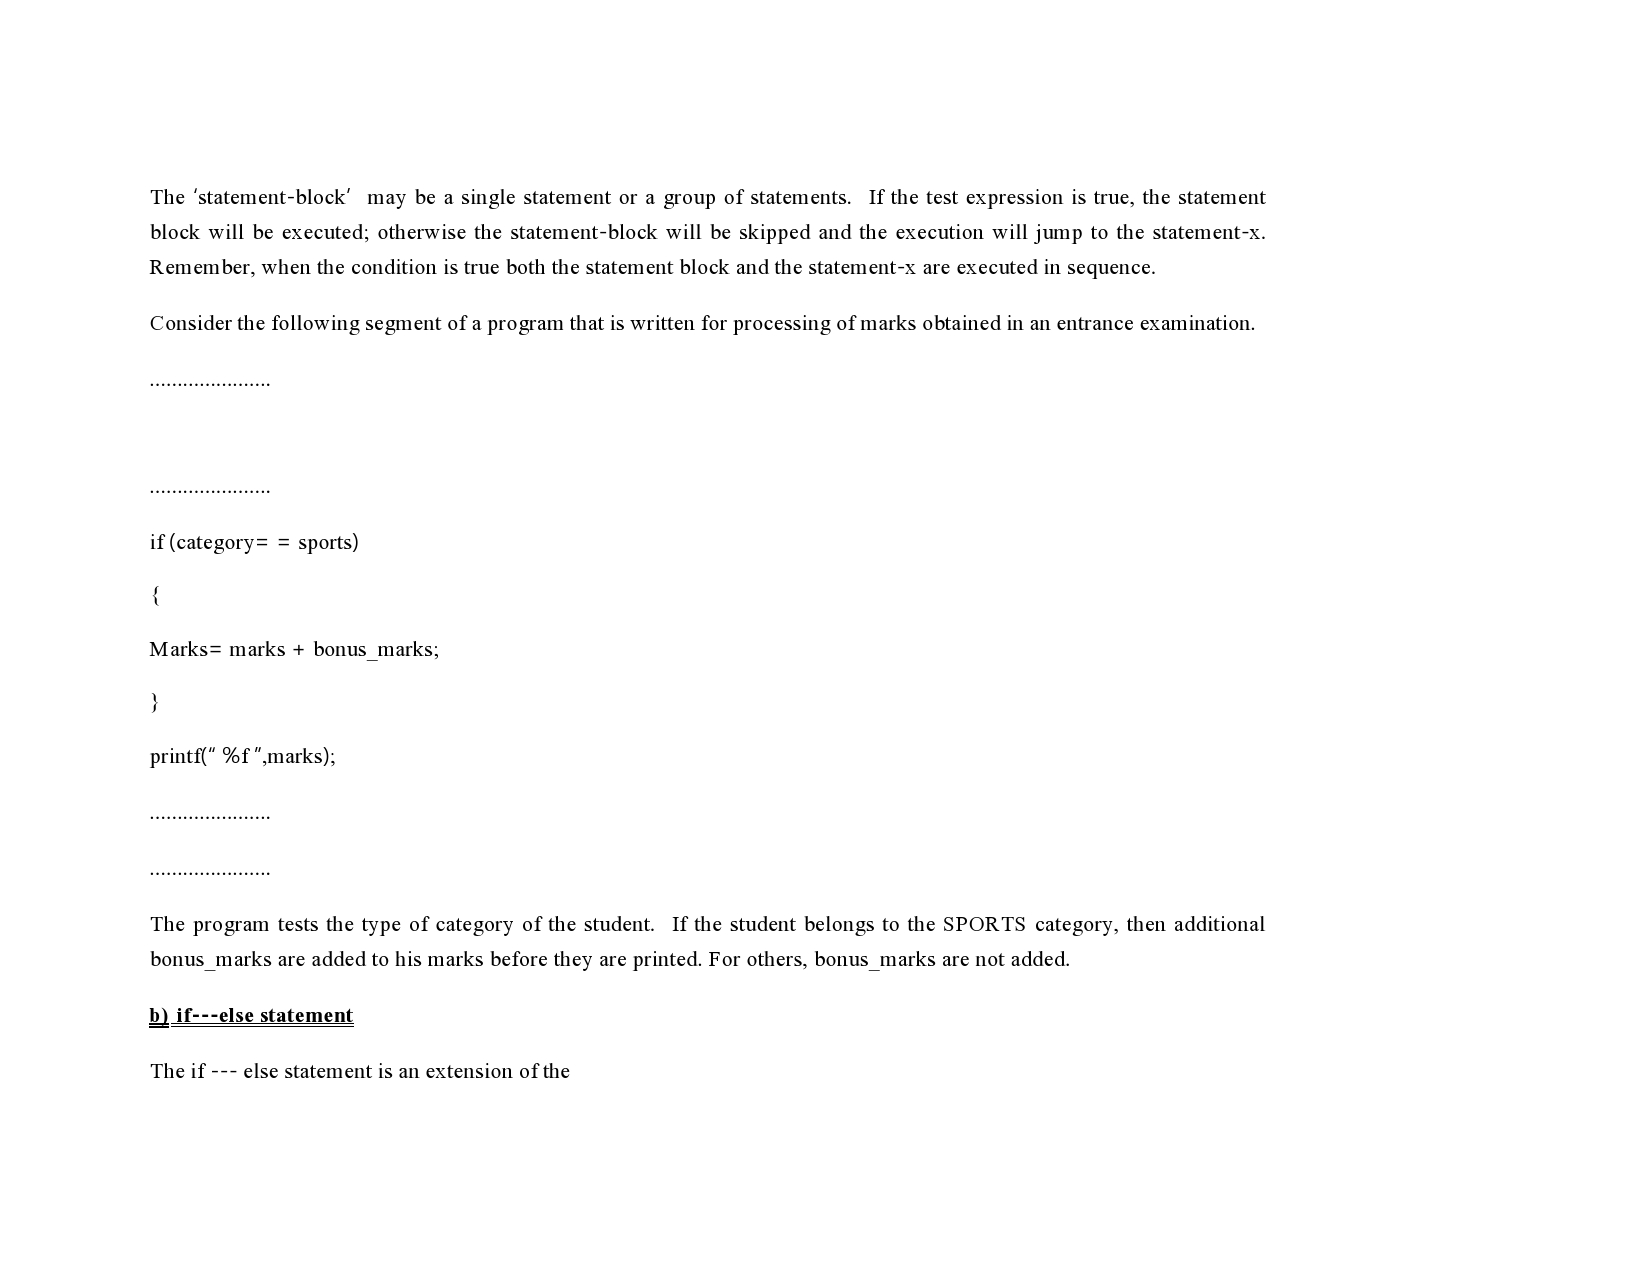 The ‘statement-block’ may be a single statement or a group of statements. If the test expression is true, the statement
block will be executed; otherwise the statement-block will be skipped and the execution will jump to the statement-x.
Remember, when the condition is true both the statement block and the statement-x are executed in sequence.
Consider the following segment of a program that is written for processing of marks obtained in an entrance examination.
......................
......................
if (category= = sports)
{
Marks= marks + bonus_marks;
}
printf(“ %f ”,marks);
......................
......................
The program tests the type of category of the student. If the student belongs to the SPORTS category, then additional
bonus_marks are added to his marks before they are printed. For others, bonus_marks are not added.
b) if---else statement
The if --- else statement is an extension of the